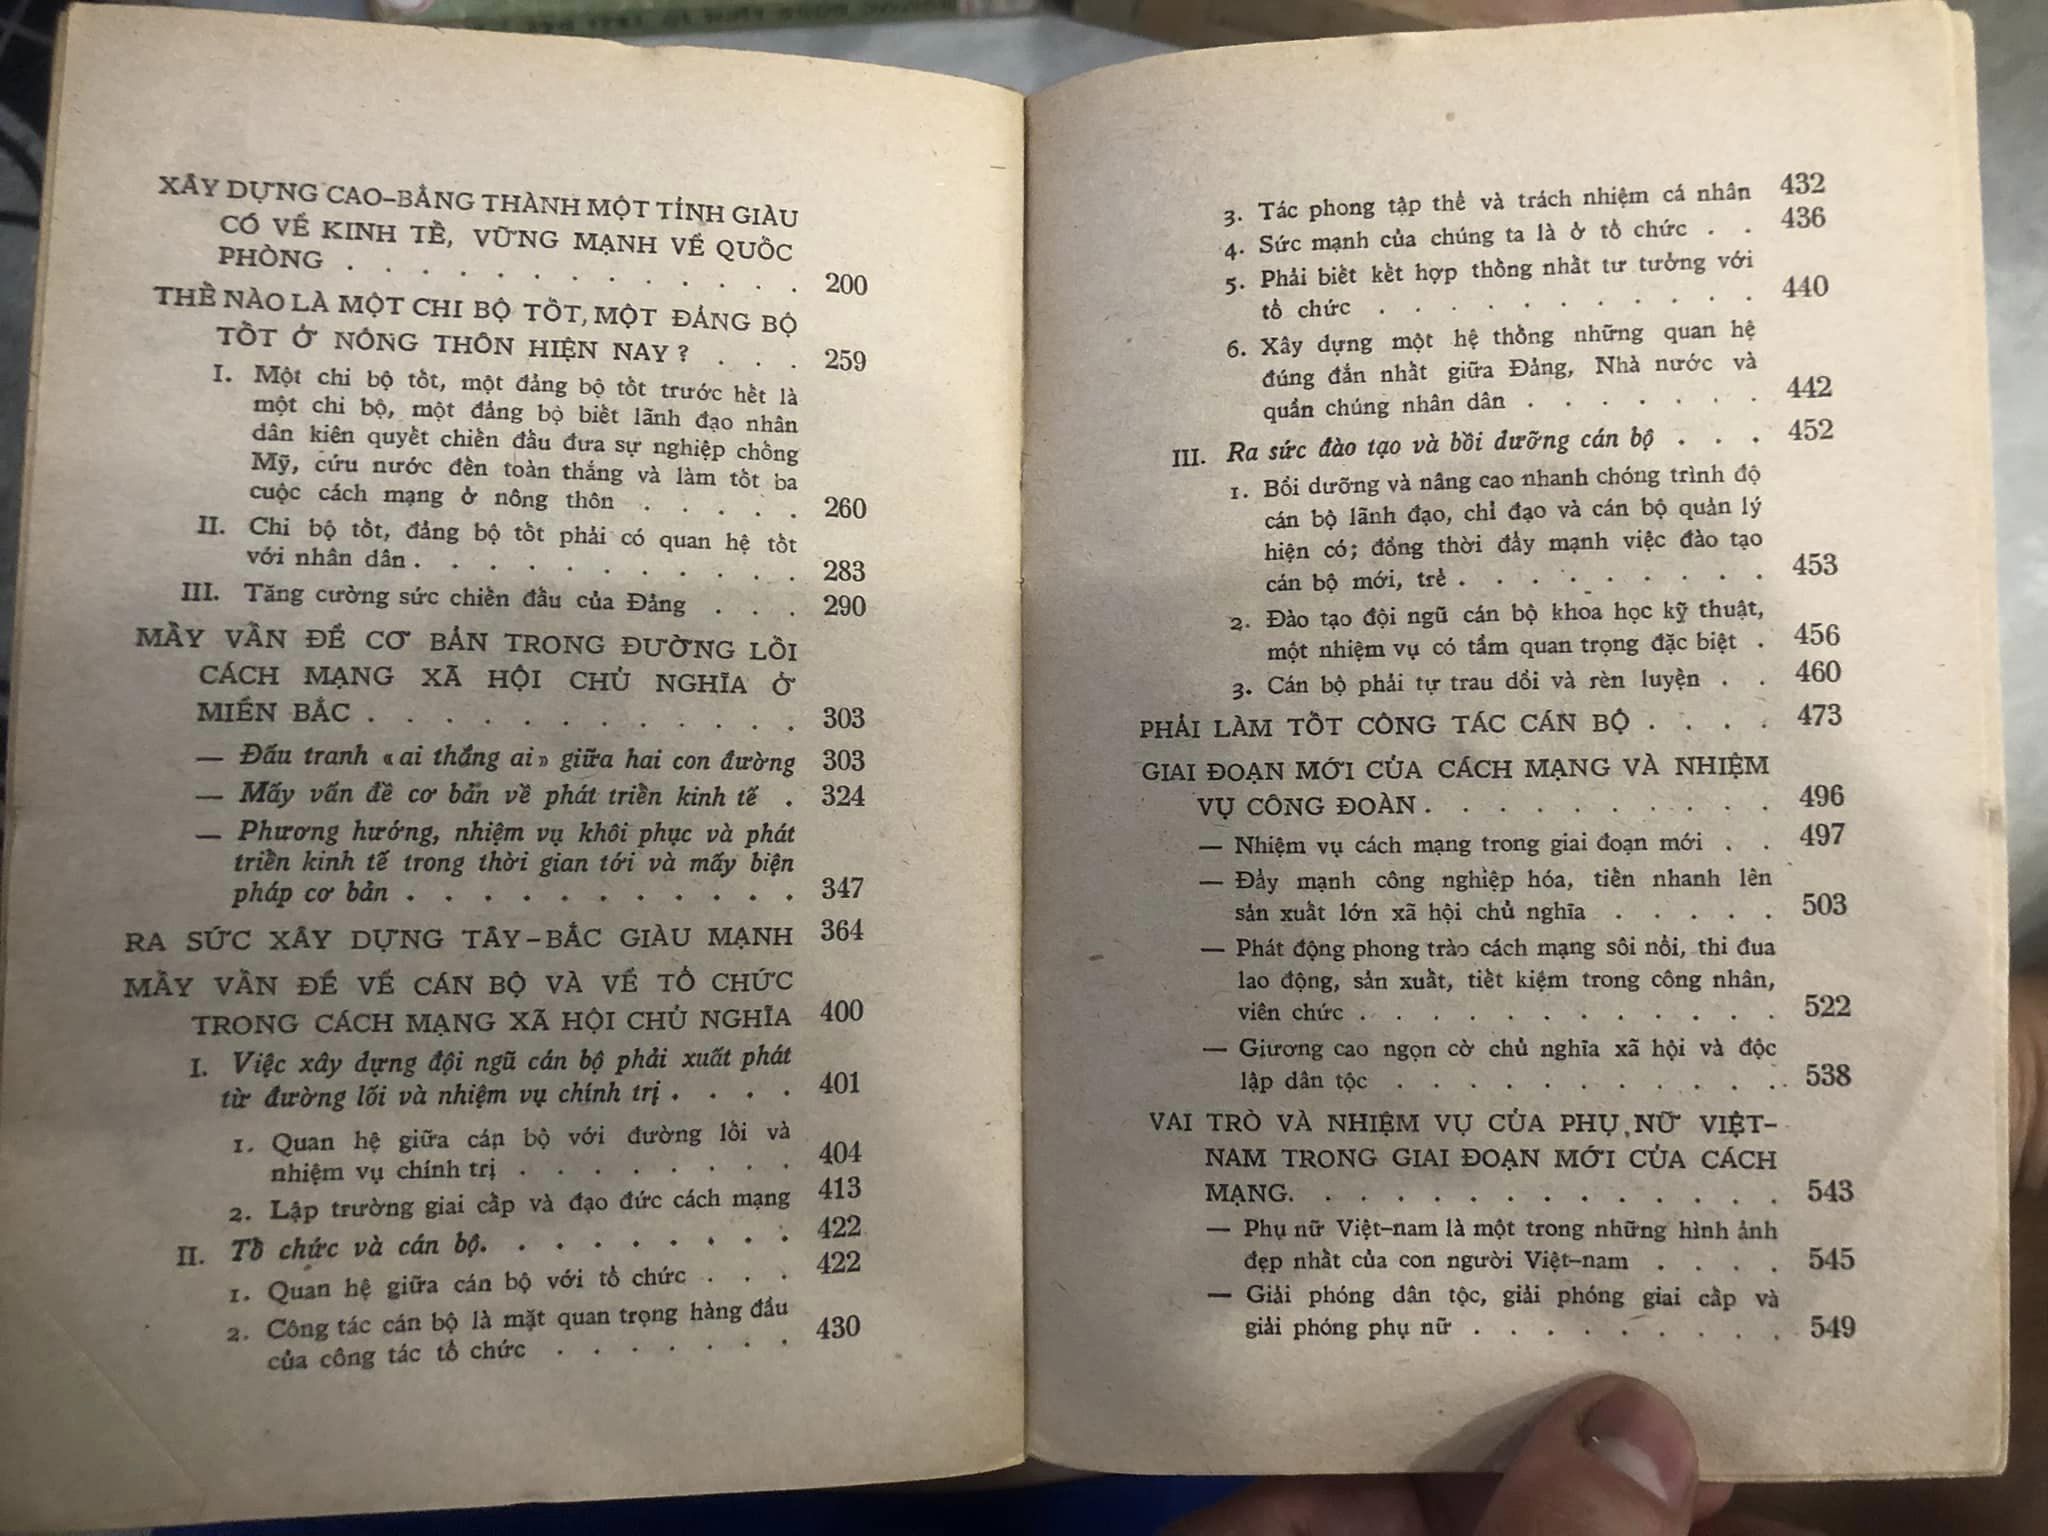 XÂY DỰNG CAO-BẰNG THÀNH MỘT TỈNH GIÀU
CÓ VỀ KINH TẾ, VỮNG MẠNH VỀ QUỐC
PHÒNG . . . . . . . . . . . . 200
THẾ NÀO LÀ MỘT CHI BỘ TỐT, MỘT ĐẢNG BỘ
TỐT Ở NÔNG THÔN HIỆN NAY ? . . . 259
I. Một chi bộ tốt, một đảng bộ tốt trước hết là
một chi bộ, một đảng bộ biết lãnh đạo nhân
dân kiên quyết chiến đấu đưa sự nghiệp chống
Mỹ, cứu nước đến toàn thắng và làm tốt ba
cuộc cách mạng ở nông thôn . . . . . 260
II. Chi bộ tốt, đảng bộ tốt phải có quan hệ tốt
với nhân dân . . . . . . . . . . . 283
III. Tăng cường sức chiến đấu của Đảng . . . 290
MẤY VẤN ĐỀ CƠ BẢN TRONG ĐƯỜNG LỐI
CÁCH MẠNG XÃ HỘI CHỦ NGHĨA Ở
MIỀN BẮC . . . . . . . . . . . . 303
— Đấu tranh «ai thắng ai» giữa hai con đường 303
— Mấy vấn đề cơ bản về phát triển kinh tế . 324
— Phương hướng, nhiệm vụ khôi phục và phát
triển kinh tế trong thời gian tới và mấy biện
pháp cơ bản . . . . . . . . . . . 347
RA SỨC XÂY DỰNG TÂY-BẮC GIÀU MẠNH 364
MẤY VẤN ĐỀ VỀ CÁN BỘ VÀ VỀ TỔ CHỨC
TRONG CÁCH MẠNG XÃ HỘI CHỦ NGHĨA 400
I. Việc xây dựng đội ngũ cán bộ phải xuất phát
từ đường lối và nhiệm vụ chính trị . . . . 401
1. Quan hệ giữa cán bộ với đường lối và
nhiệm vụ chính trị . . . . . . . . 404
2. Lập trường giai cấp và đạo đức cách mạng 413
II. Tổ chức và cán bộ. . . . . . . . . 422
1. Quan hệ giữa cán bộ với tổ chức . . . 422
2. Công tác cán bộ là mặt quan trọng hàng đầu
của công tác tổ chức . . . . . . . 430
3. Tác phong tập thể và trách nhiệm cá nhân 432
4. Sức mạnh của chúng ta là ở tổ chức . . 436
5. Phải biết kết hợp thống nhất tư tưởng với
tổ chức . . . . . . . . . . . 440
6. Xây dựng một hệ thống những quan hệ
đúng đắn nhất giữa Đảng, Nhà nước và
quần chúng nhân dân . . . . . . . 442
III. Ra sức đào tạo và bồi dưỡng cán bộ . . . 452
1. Bồi dưỡng và nâng cao nhanh chóng trình độ
cán bộ lãnh đạo, chỉ đạo và cán bộ quản lý
hiện có; đồng thời đẩy mạnh việc đào tạo
cán bộ mới, trẻ . . . . . . . . . 453
2. Đào tạo đội ngũ cán bộ khoa học kỹ thuật,
một nhiệm vụ có tầm quan trọng đặc biệt . 456
3. Cán bộ phải tự trau dồi và rèn luyện . . 460
PHẢI LÀM TỐT CÔNG TÁC CÁN BỘ . . . . 473
GIAI ĐOẠN MỚI CỦA CÁCH MẠNG VÀ NHIỆM
VỤ CÔNG ĐOÀN . . . . . . . . . . 496
— Nhiệm vụ cách mạng trong giai đoạn mới . . 497
— Đẩy mạnh công nghiệp hóa, tiến nhanh lên
sản xuất lớn xã hội chủ nghĩa . . . . . 503
— Phát động phong trào cách mạng sôi nổi, thi đua
lao động, sản xuất, tiết kiệm trong công nhân,
viên chức . . . . . . . . . . . . 522
— Giương cao ngọn cờ chủ nghĩa xã hội và độc
lập dân tộc . . . . . . . . . . . 538
VAI TRÒ VÀ NHIỆM VỤ CỦA PHỤ NỮ VIỆT-
NAM TRONG GIAI ĐOẠN MỚI CỦA CÁCH
MẠNG. . . . . . . . . . . . . . 543
— Phụ nữ Việt-nam là một trong những hình ảnh
đẹp nhất của con người Việt-nam . . . . 545
— Giải phóng dân tộc, giải phóng giai cấp và
giải phóng phụ nữ . . . . . . . . . 549